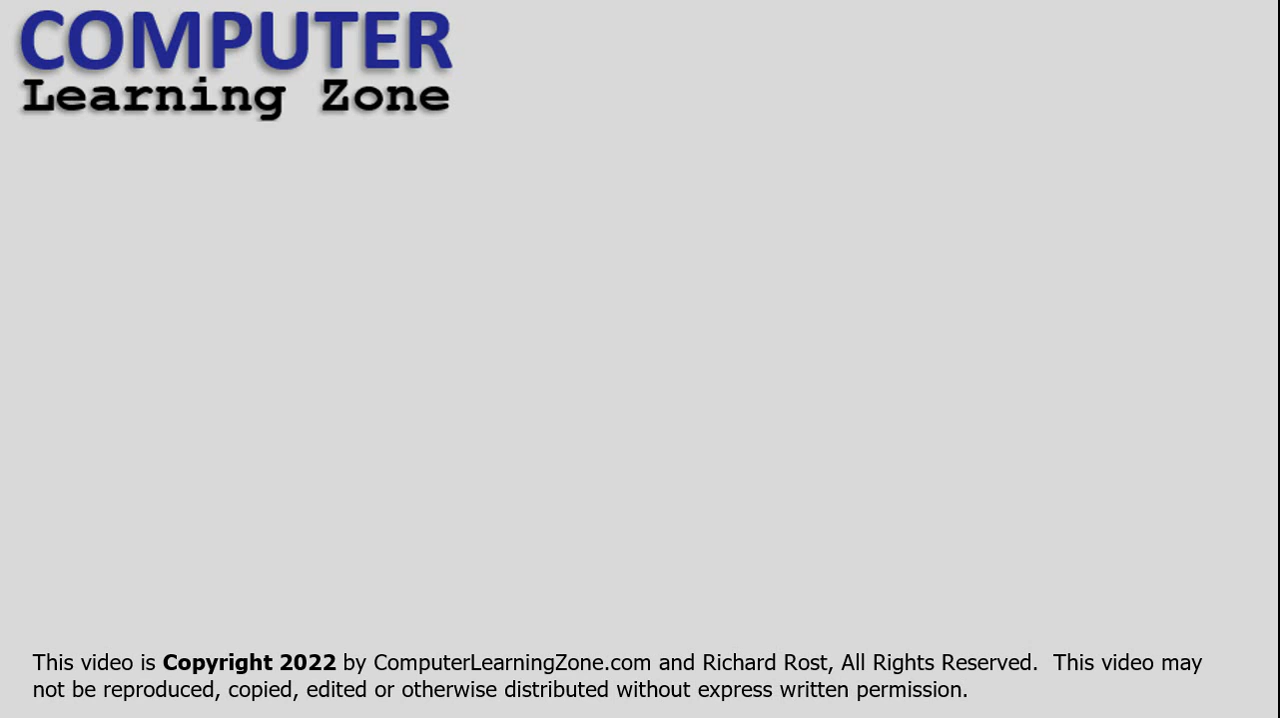 COMPUTER
Learning Zone
This video is Copyright 2022 by ComputerLearningZone.com and Richard Rost, All Rights Reserved.  This video may
not be reproduced, copied, edited or otherwise distributed without express written permission.